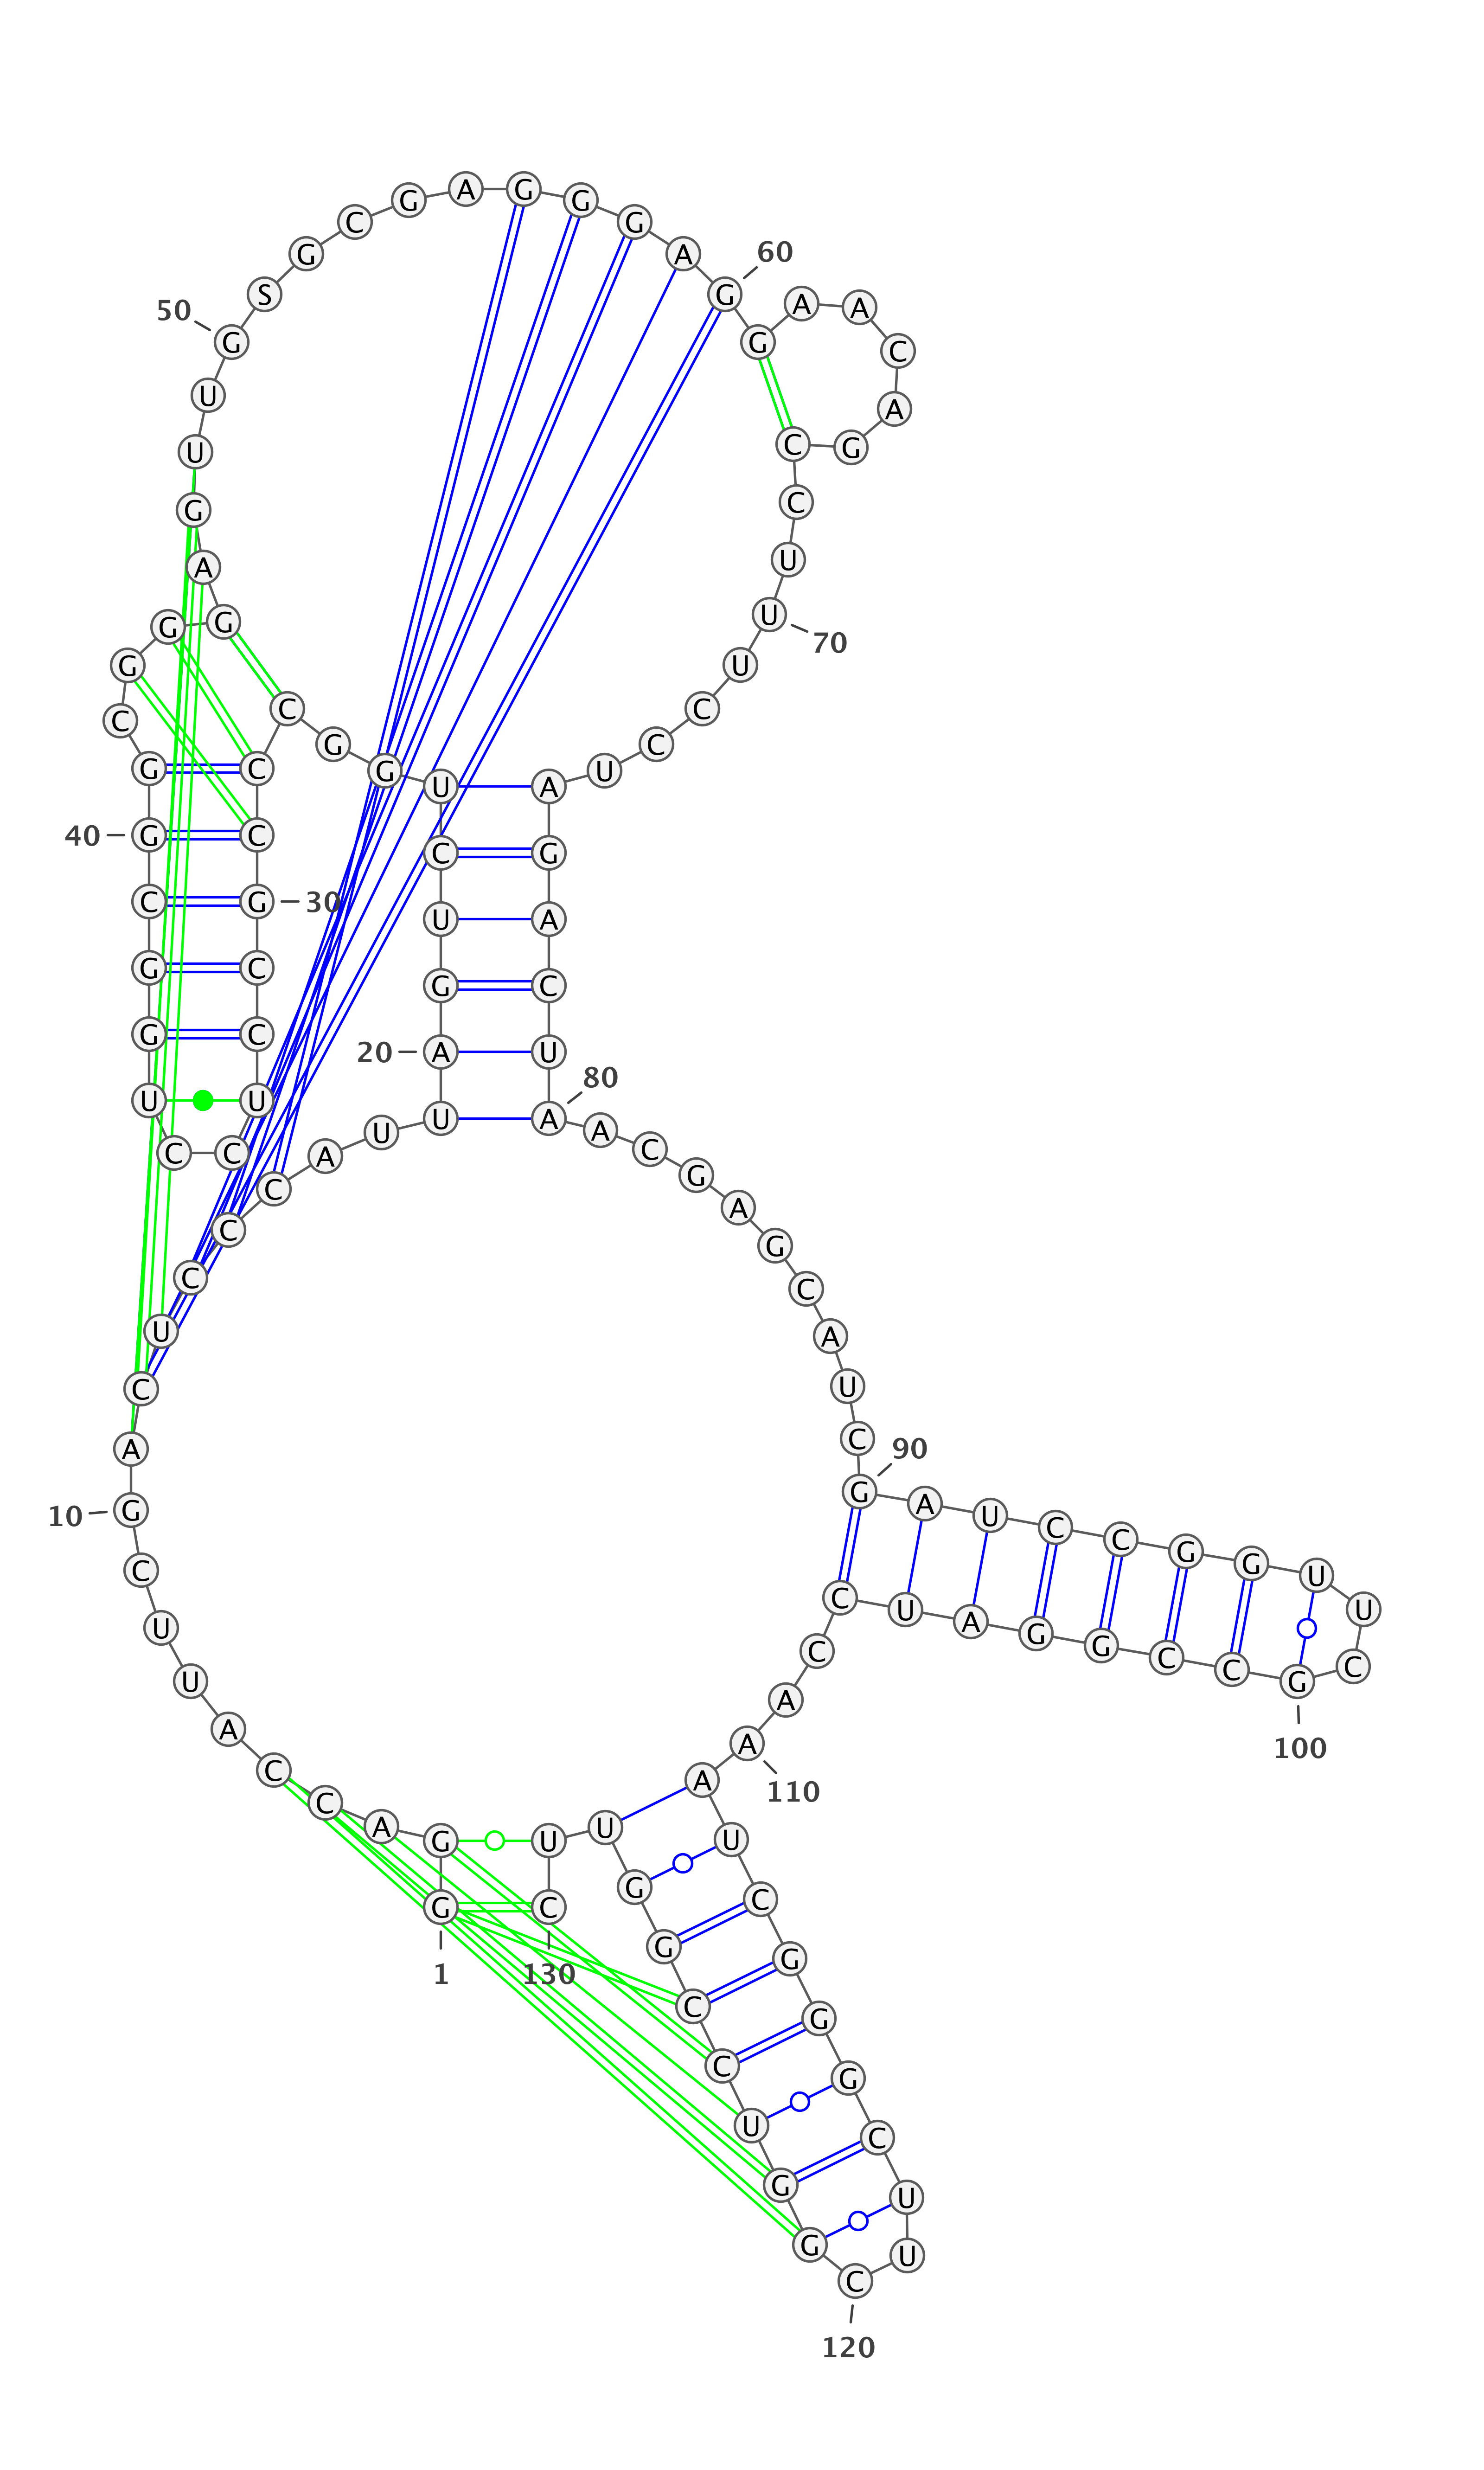 1
G G A C C A U U C G
10
A C U C C C A U U A
20
G U C U G G C C C G
30
C C U C C U G G C G
40
G C G G G A G U U G
50
S G C G A G G G A G
60
G A A C A G C C U U
70
U C C U A G A C U A
80
A C G A G C A U C G
90
A U C C G G U U C G
100
C C G G A U C C A A
110
A U C G G G C U U C
120
G G U C C G G U U C
130